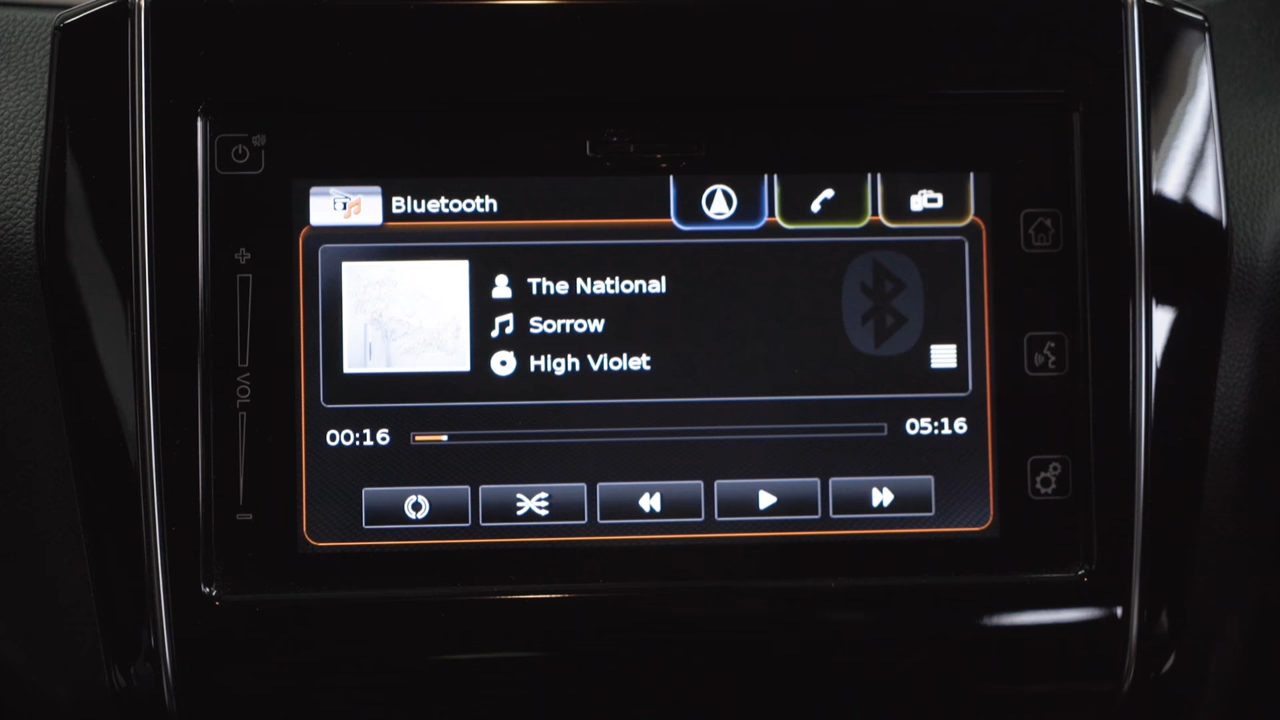 Bluetooth
The National
Sorrow
High Violet
00:16
05:16
VOL